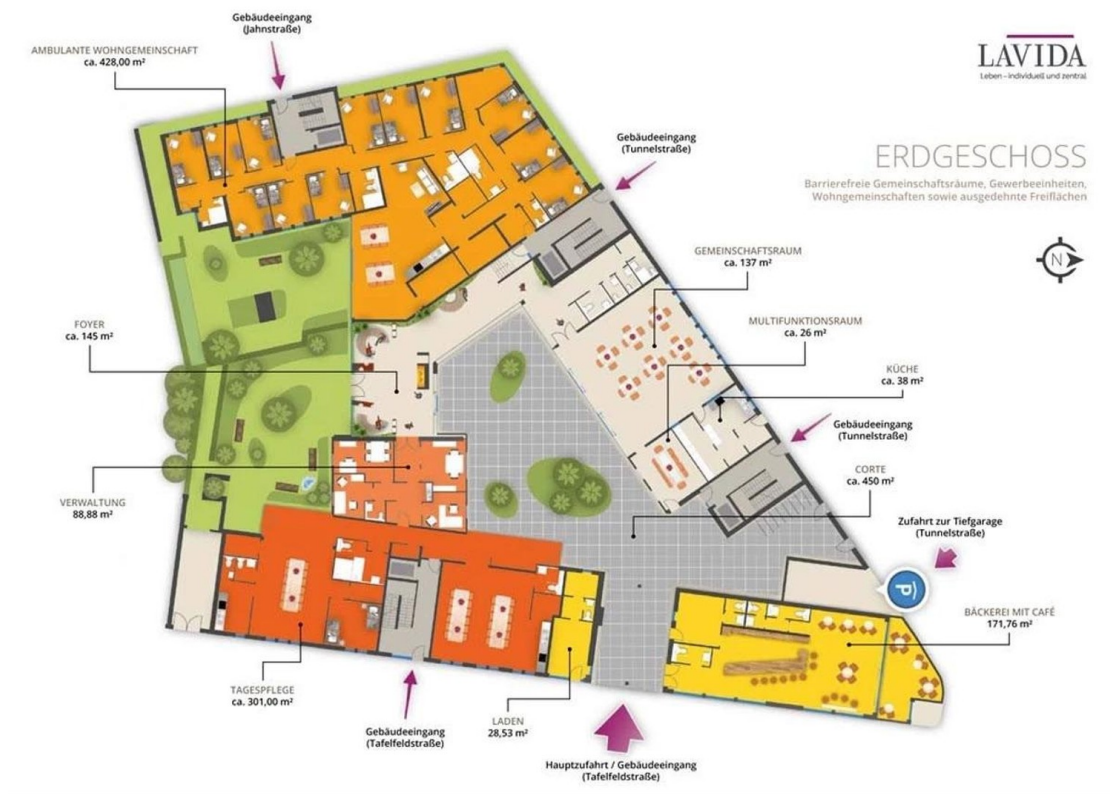 Gebäudeeingang
(Jahnstraße)
AMBULANTE WOHNGEMEINSCHAFT
ca. 428,00 m²
LAVIDA
Leben – individuell und zentral
Gebäudeeingang
(Tunnelstraße)
ERDGESCHOSS
Barrierefreie Gemeinschaftsräume, Gewerbeeinheiten,
Wohngemeinschaften sowie ausgedehnte Freiflächen
N
GEMEINSCHAFTSRAUM
ca. 137 m²
MULTIFUNKTIONSRAUM
ca. 26 m²
FOYER
ca. 145 m²
KÜCHE
ca. 38 m²
Gebäudeeingang
(Tunnelstraße)
CORTE
ca. 450 m²
VERWALTUNG
88,88 m²
Zufahrt zur Tiefgarage
(Tunnelstraße)
P
BÄCKEREI MIT CAFÉ
171,76 m²
TAGESPFLEGE
ca. 301,00 m²
LADEN
28,53 m²
Gebäudeeingang
(Tafelfeldstraße)
Hauptzufahrt / Gebäudeeingang
(Tafelfeldstraße)